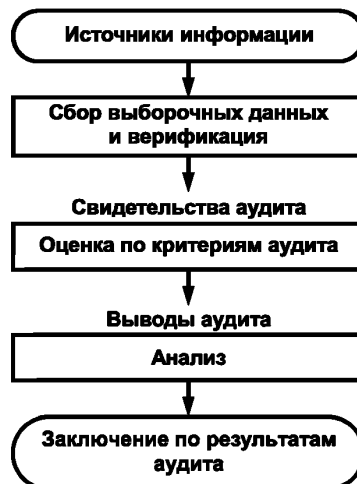 Источники информации
Сбор выборочных данных
и верификация
Свидетельства аудита
Оценка по критериям аудита
Выводы аудита
Анализ
Заключение по результатам
аудита